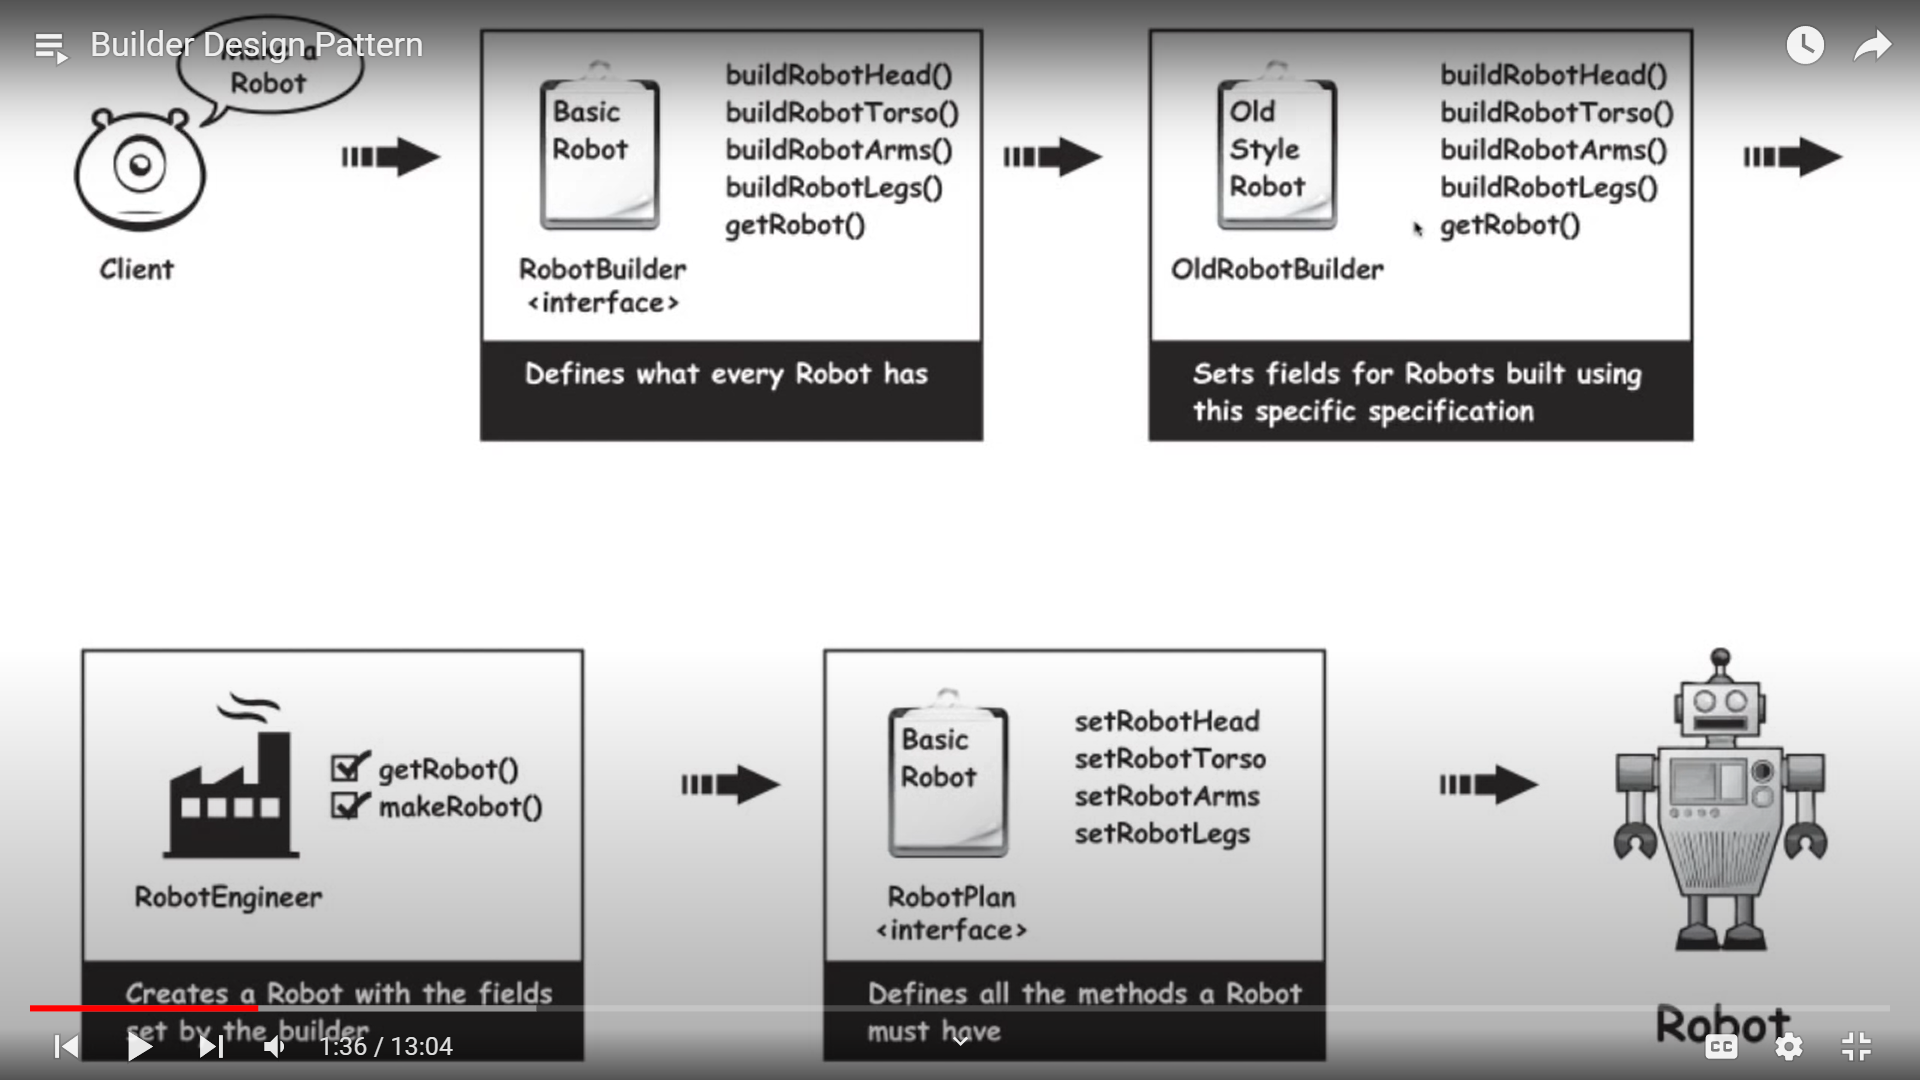 Builder Design Pattern
Make a
Robot
Client
Basic
Robot
RobotBuilder
<interface>
buildRobotHead()
buildRobotTorso()
buildRobotArms()
buildRobotLegs()
getRobot()
Defines what every Robot has
Old
Style
Robot
OldRobotBuilder
buildRobotHead()
buildRobotTorso()
buildRobotArms()
buildRobotLegs()
getRobot()
Sets fields for Robots built using
this specific specification
getRobot()
makeRobot()
RobotEngineer
Creates a Robot with the fields
set by the builder
Basic
Robot
RobotPlan
<interface>
setRobotHead
setRobotTorso
setRobotArms
setRobotLegs
Defines all the methods a Robot
must have
Robot
1:36 / 13:04
CC